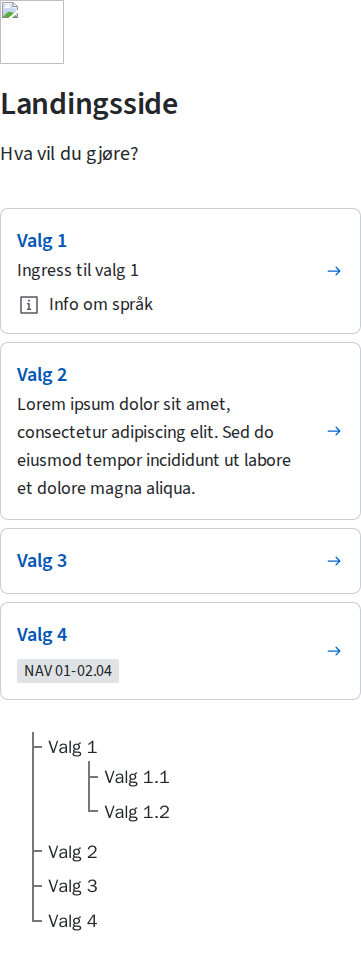 Landingsside
Hva vil du gjøre?
Valg 1
Ingress til valg 1
Info om språk
Valg 2
Lorem ipsum dolor sit amet,
consectetur adipiscing elit. Sed do
eiusmod tempor incididunt ut labore
et dolore magna aliqua.
Valg 3
Valg 4
NAV 01-02.04
Valg 1
Valg 1.1
Valg 1.2
Valg 2
Valg 3
Valg 4